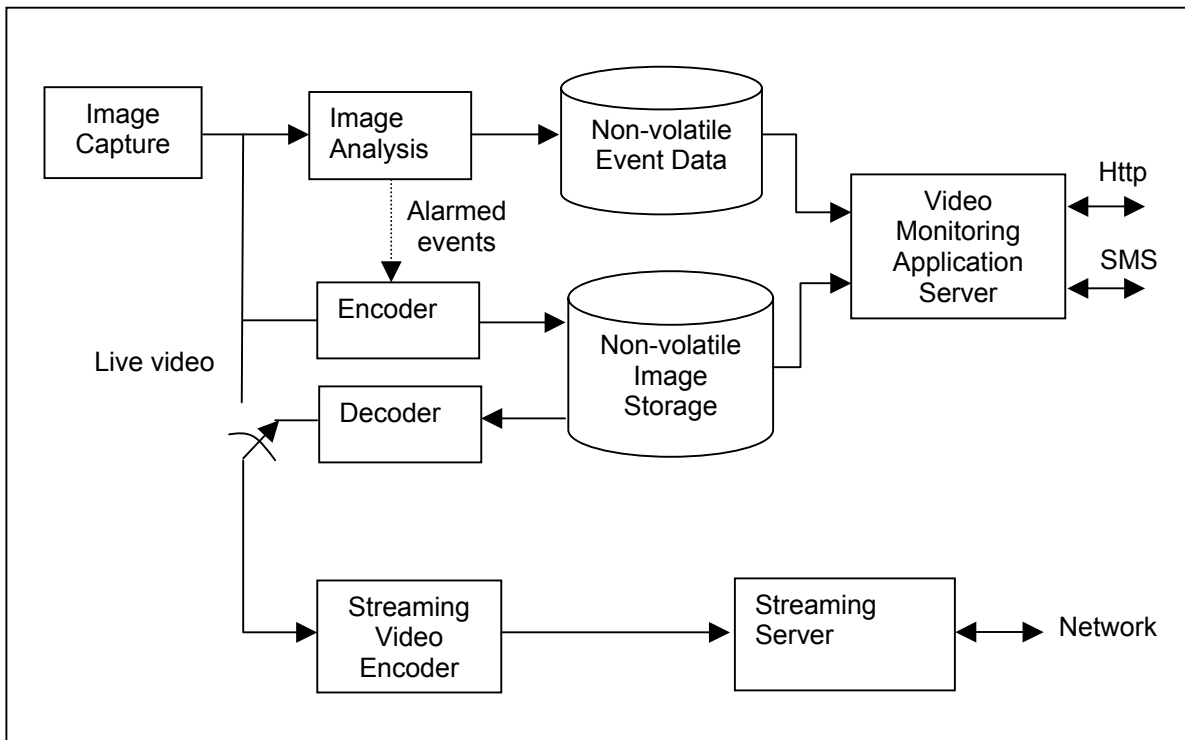 Image
Capture
Image
Analysis
Non-volatile
Event Data
Alarmed
events
Video
Monitoring
Application
Server
Http
SMS
Encoder
Non-volatile
Image
Storage
Live video
Decoder
Streaming
Video
Encoder
Streaming
Server
Network